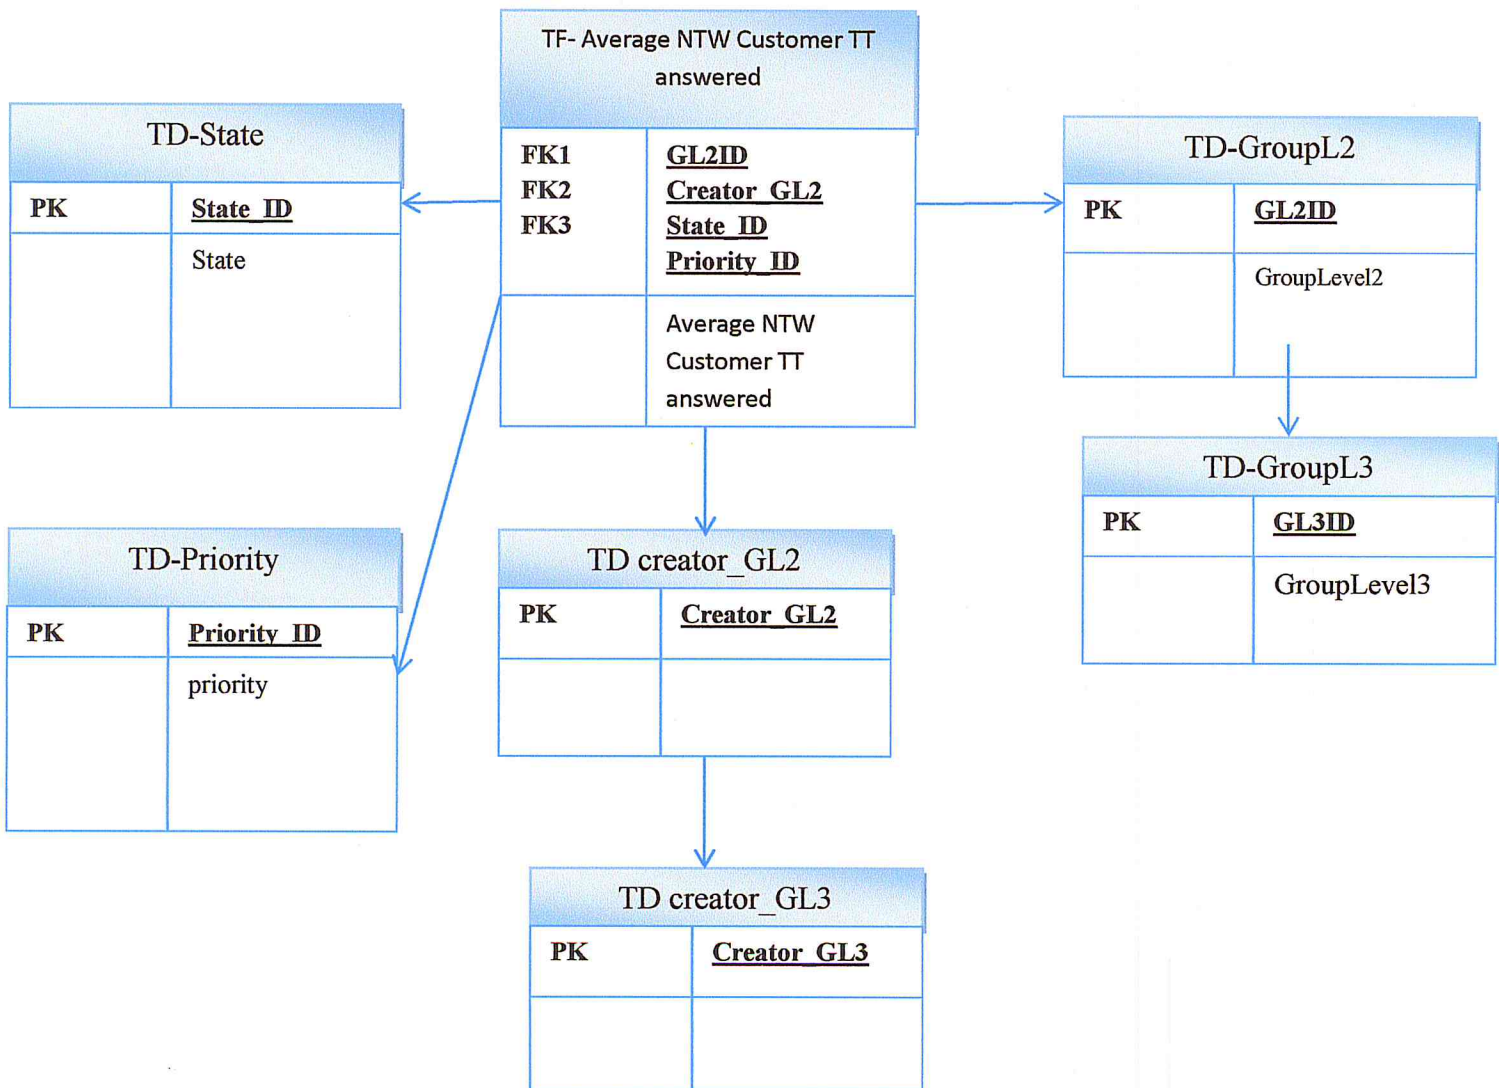 TF- Average NTW Customer TT
answered
FK1 GL2ID
FK2 Creator_GL2
FK3 State_ID
Priority_ID
Average NTW
Customer TT
answered
TD-State
PK State_ID
State
TD-GroupL2
PK GL2ID
GroupLevel2
TD-GroupL3
PK GL3ID
GroupLevel3
TD-Priority
PK Priority_ID
priority
TD creator_GL2
PK Creator_GL2
TD creator_GL3
PK Creator_GL3